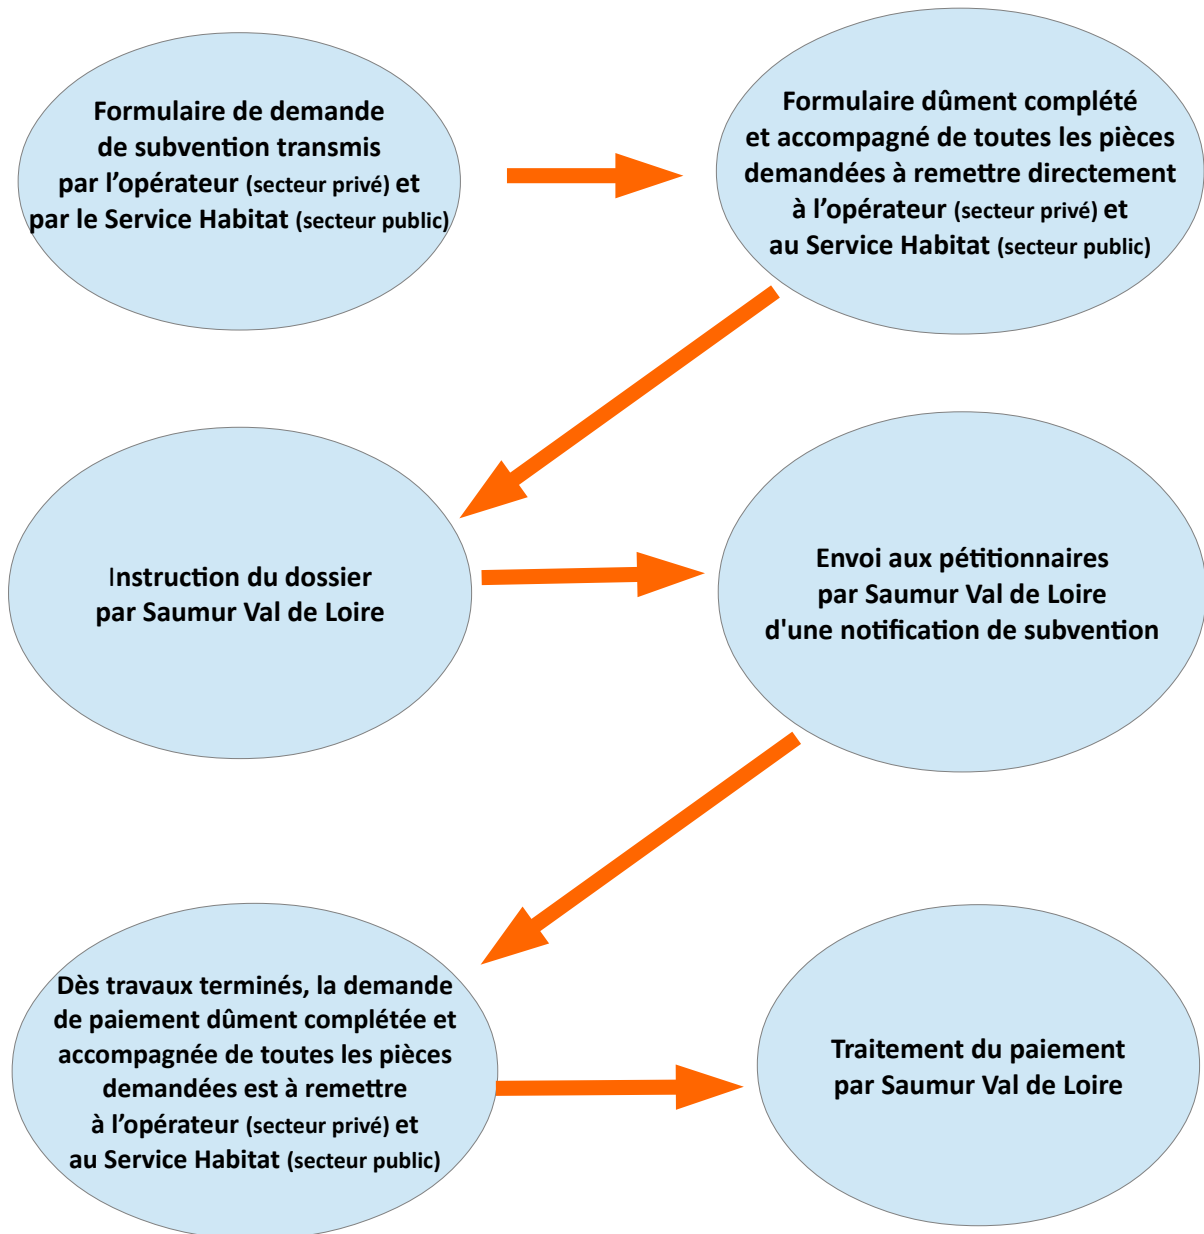 Formulaire de demande
de subvention transmis
par l’opérateur (secteur privé) et
par le Service Habitat (secteur public)
Formulaire dûment complété
et accompagné de toutes les pièces
demandées à remettre directement
à l’opérateur (secteur privé) et
au Service Habitat (secteur public)
Instruction du dossier
par Saumur Val de Loire
Envoi aux pétitionnaires
par Saumur Val de Loire
d'une notification de subvention
Dès travaux terminés, la demande
de paiement dûment complétée et
accompagnée de toutes les pièces
demandées est à remettre
à l’opérateur (secteur privé) et
au Service Habitat (secteur public)
Traitement du paiement
par Saumur Val de Loire